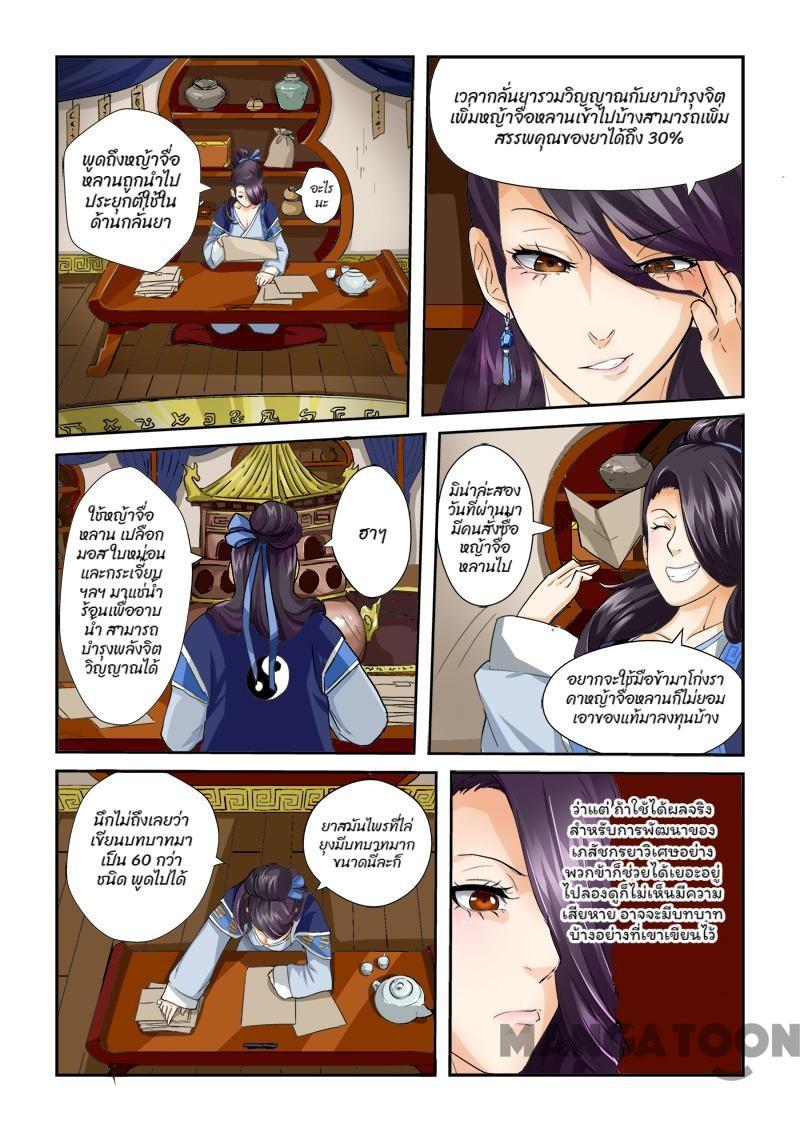 พูดถึงหญ้าจื่อ
หลานถูกนำไป
ประยุกต์ใช้ใน
ด้านกลั่นยา
อะไร
นะ
เวลากลั่นยารวมวิญญาณกับยาบำรุงจิต
เพิ่มหญ้าจื่อหลานเข้าไปบ้างสามารถเพิ่ม
สรรพคุณของยาได้ถึง 30%
ใช้หญ้าจื่อ
หลาน เปลือก
มอส ใบหม่อน
และกระเจี๊ยบ
ฯลฯ มาแช่น้ำ
ร้อนเพื่ออาบ
น้ำ สามารถ
บำรุงพลังจิต
วิญญาณได้
ฮาๆ
มิน่าล่ะสอง
วันที่ผ่านมา
มีคนสั่งซื้อ
หญ้าจื่อ
หลานไป
อยากจะใช้มือข้ามาโก่งรา
คาหญ้าจื่อหลานก็ไม่ยอม
เอาของแท้มาลงทุนบ้าง
นึกไม่ถึงเลยว่า
เขียนบทบาทมา
เป็น 60 กว่า
ชนิด พูดไปได้
ยาสมันไพรที่ไล่
ยุงมีบทบาทมาก
ขนาดนี้ละก็
ว่าแต่ ถ้าใช้ได้ผลจริง
สำหรับการพัฒนาของ
เภสัชกรยาวิเศษอย่าง
พวกข้าก็ช่วยได้เยอะอยู่
ไปลองดูก็ไม่เห็นมีความ
เสียหาย อาจจะมีบทบาท
บ้างอย่างที่เขาเขียนไว้
MANGATOON